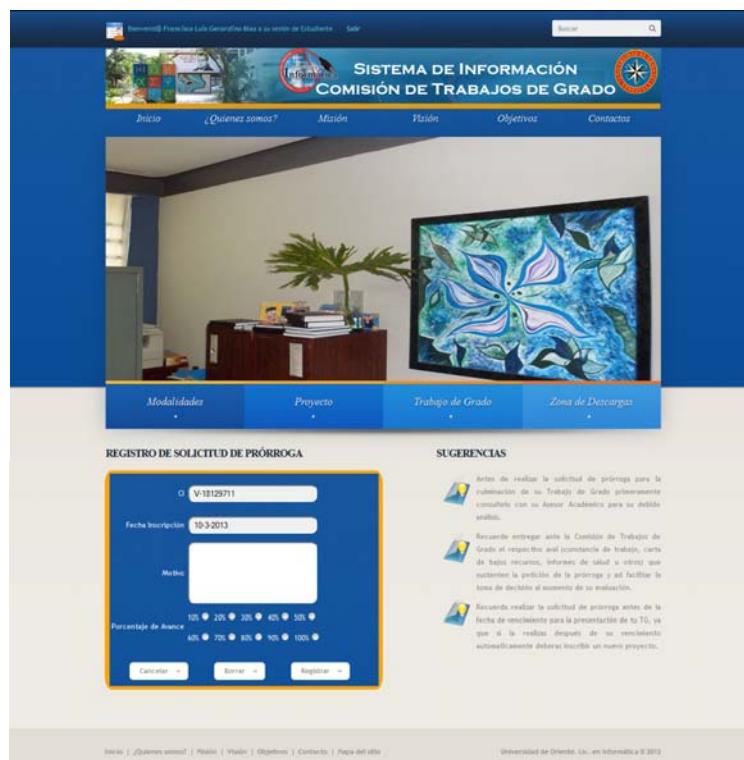 Bienvenid@ Francisca Luis Gerardino Blas a su sesión de Estudiante Salir
Buscar
Informática
SISTEMA DE INFORMACIÓN
COMISIÓN DE TRABAJOS DE GRADO
Inicio ¿Quienes somos? Misión Visión Objetivos Contactos
Modalidades Proyecto Trabajo de Grado Zona de Descargas
REGISTRO DE SOLICITUD DE PRÓRROGA
CI V-18129711
Fecha Inscripción 10-3-2013
Motivo
Porcentaje de Avance
10% 20% 30% 40% 50%
60% 70% 80% 90% 100%
Cancelar Borrar Registrar
SUGERENCIAS
Antes de realizar la solicitud de prórroga para la
culminación de su Trabajo de Grado primeramente
consultelo con su Asesor Académico para su debido
análisis.
Recuerde entregar ante la Comisión de Trabajos de
Grado el respectivo aval (constancia de trabajo, carta
de bajos recursos, informes de salud u otros) que
sustenten la petición de la prórroga y asi facilitar la
toma de decisión al momento de su evaluación.
Recuerda realizar la solicitud de prórroga antes de la
fecha de vencimiento para la presentación de tu TG, ya
que si la realizas después de su vencimiento
automáticamente deberas inscribir un nuevo proyecto.
Inicio | ¿Quienes somos? | Misión | Visión | Objetivos | Contacto | Mapa del sitio
Universidad de Oriente. Lic. en Informática © 2013